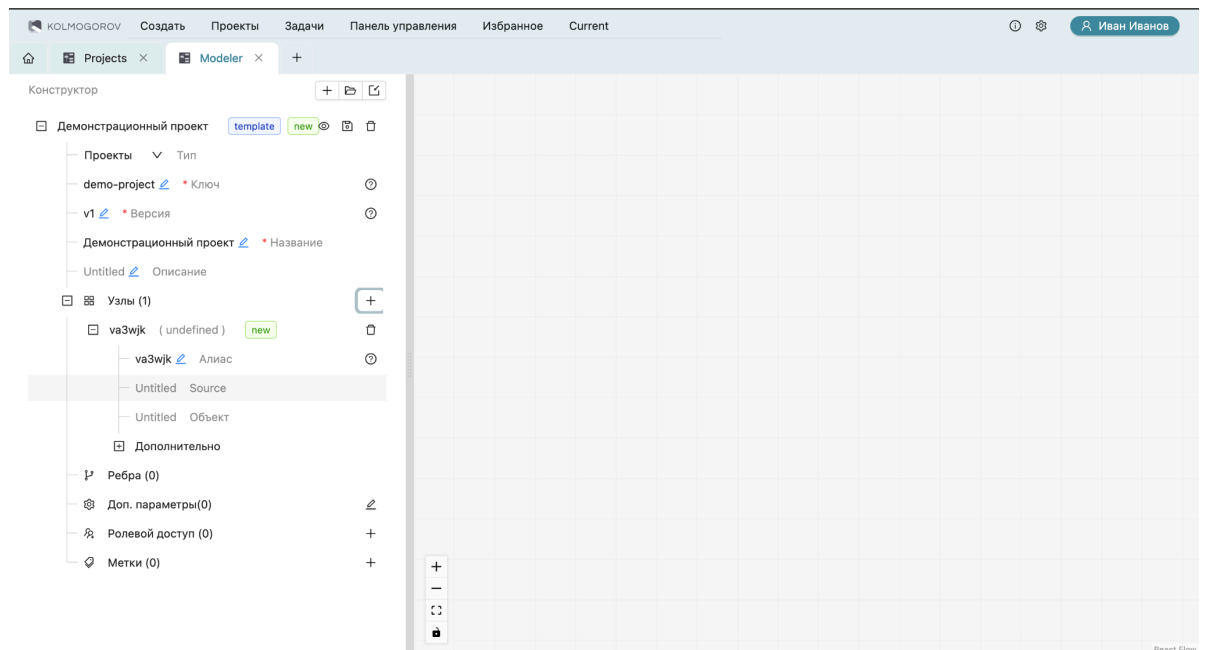 KOLMOGOROV Создать Проекты Задачи Панель управления Избранное Current Иван Иванов
Projects Modeler
Конструктор
Демонстрационный проект template new
Проекты Тип
demo-project * Ключ
v1 * Версия
Демонстрационный проект * Название
Untitled Описание
Узлы (1)
va3wjk ( undefined ) new
va3wjk Алиас
Untitled Source
Untitled Объект
Дополнительно
Ребра (0)
Доп. параметры(0)
Ролевой доступ (0)
Метки (0)
React Flow